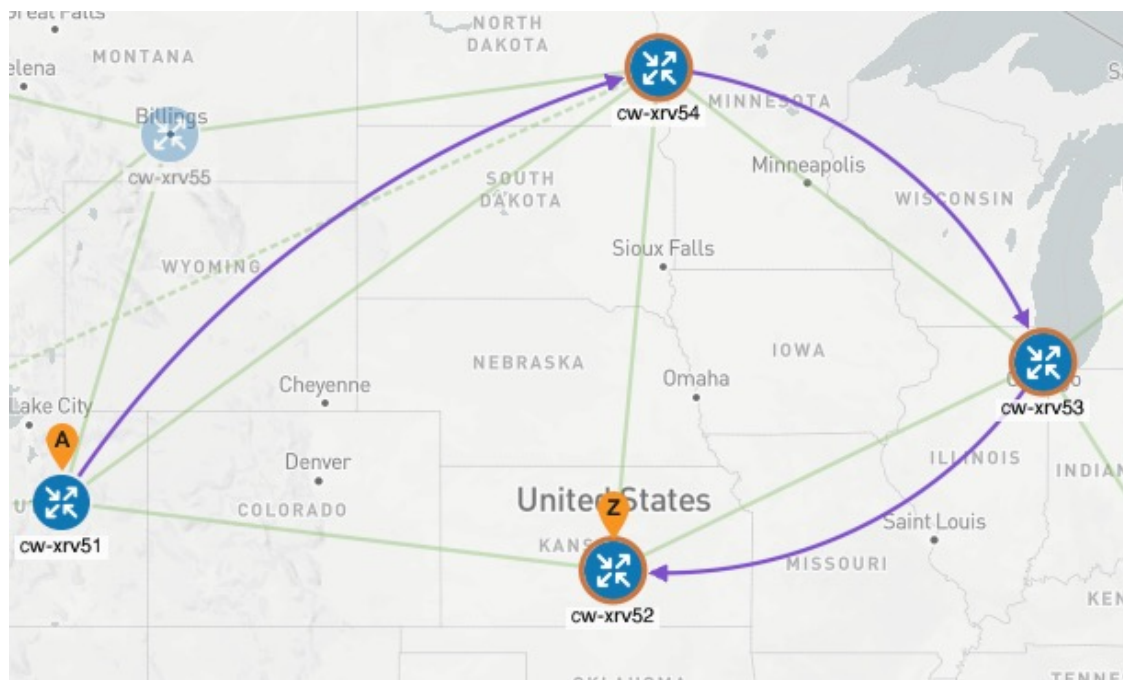 Great Falls
NORTH
DAKOTA
MONTANA
elena
Billings
cw-xrv55
cw-xrv54
MINNESOTA
Minneapolis
SOUTH
DAKOTA
WISCONSIN
Sioux Falls
WYOMING
NEBRASKA
IOWA
Cheyenne
Omaha
Lake City
cw-xrv53
A
Denver
ILLINOIS
INDIAN
United States
Z
COLORADO
Saint Louis
KANS
cw-xrv51
MISSOURI
KEN
cw-xrv52
OKLAHOMA
TENNE